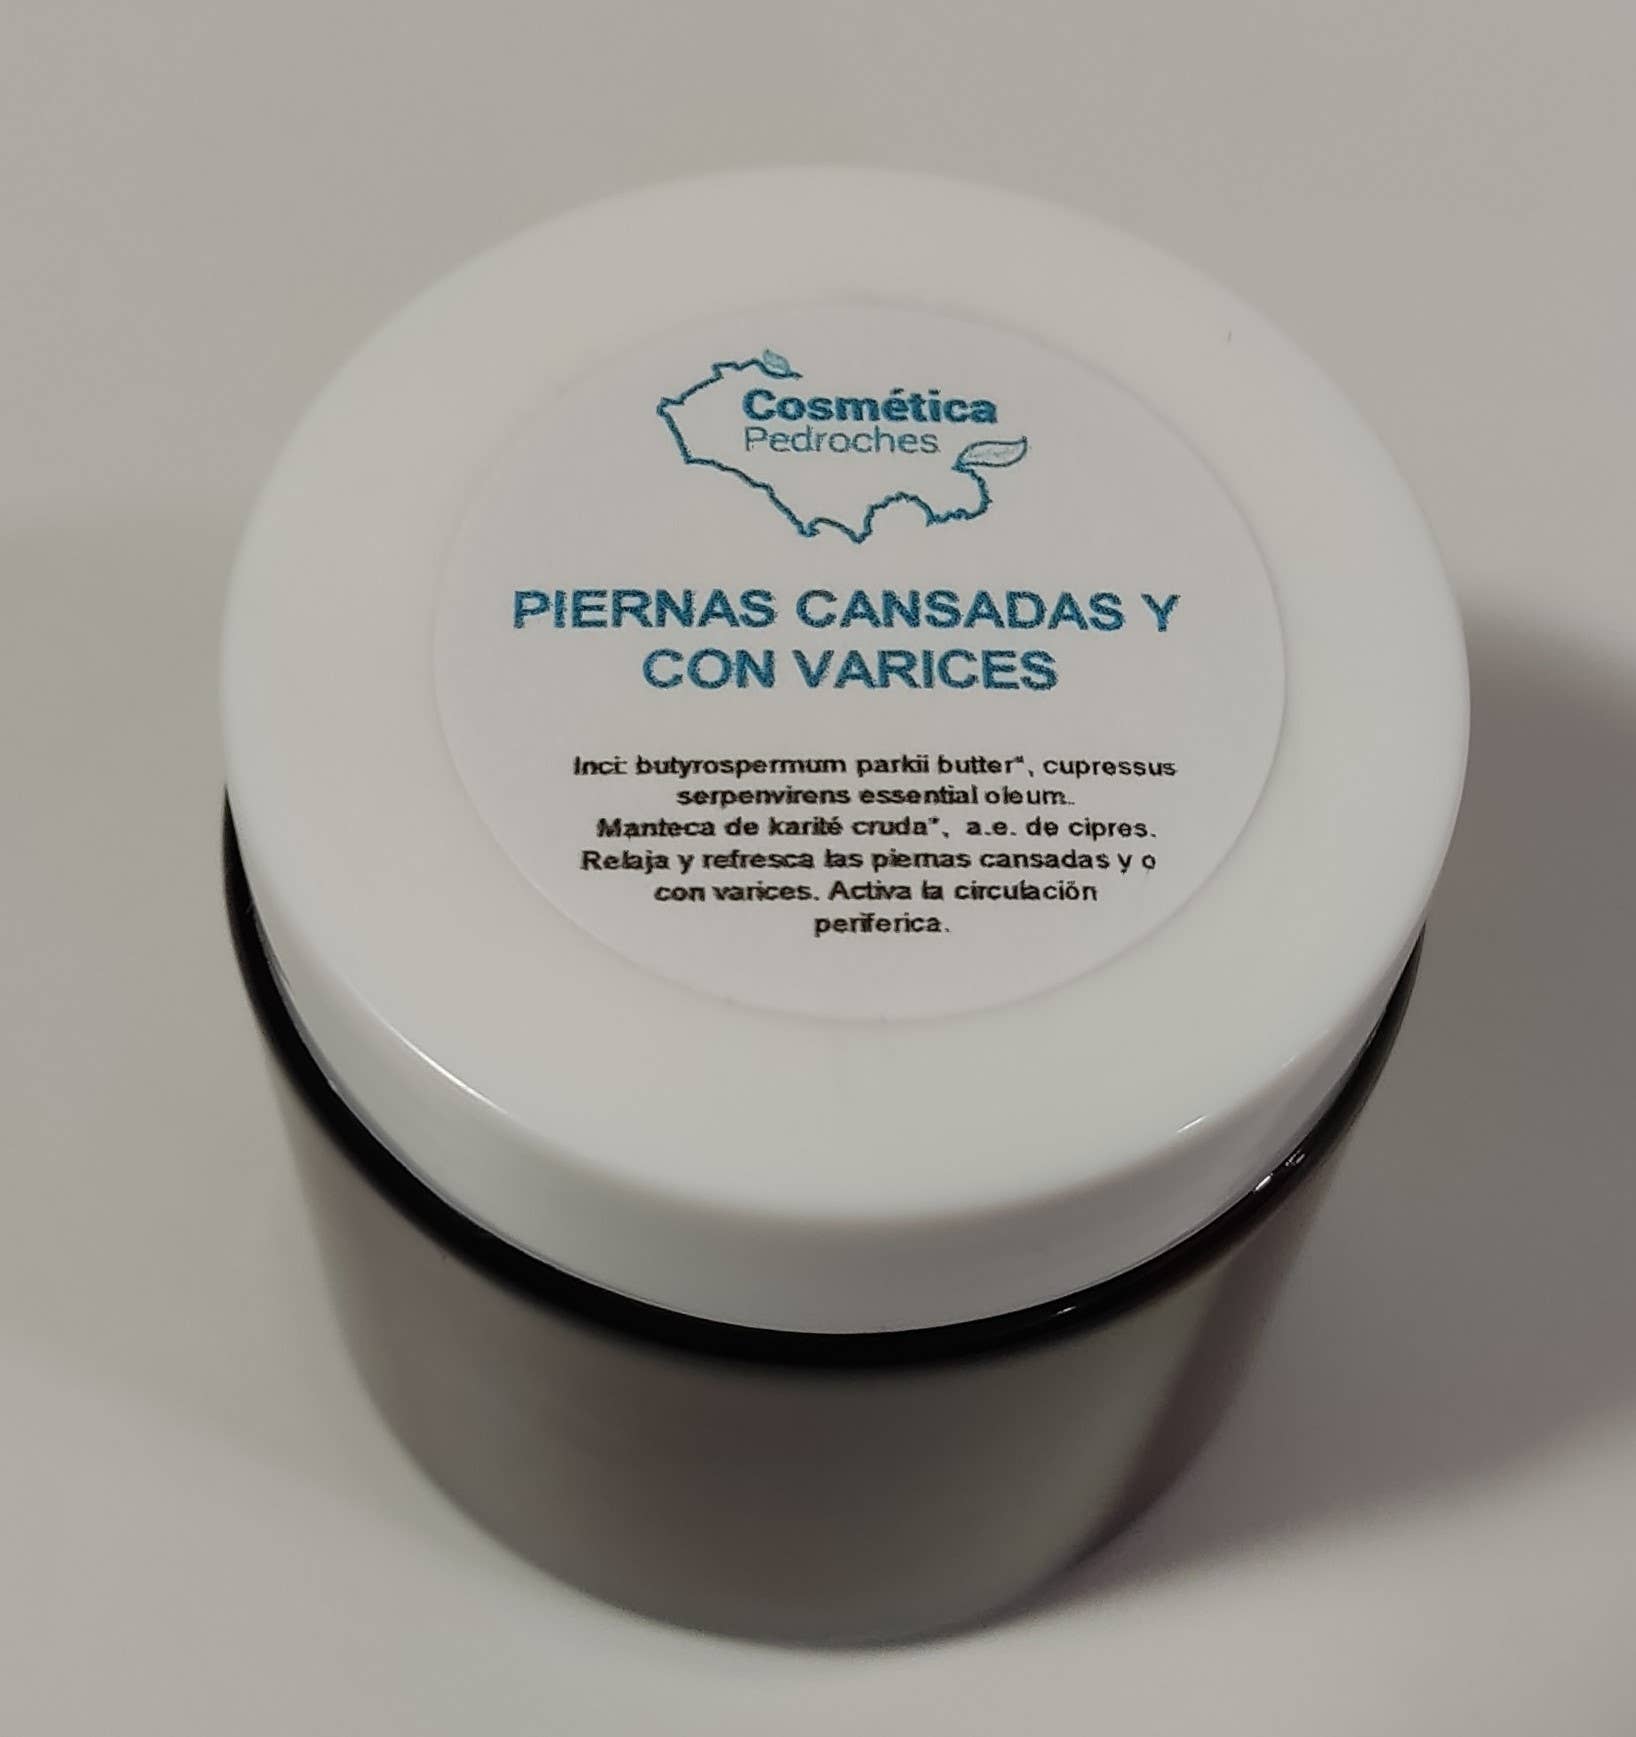 Cosmética
Pedroches
PIERNAS CANSADAS Y
CON VARICES
Inci: butyrospermum parkii butter*, cupressus
serpenvirens essential oleum.
Manteca de karité cruda*, a.e. de cipres.
Relaja y refresca las piernas cansadas y o
con varices. Activa la circulación
periferica.